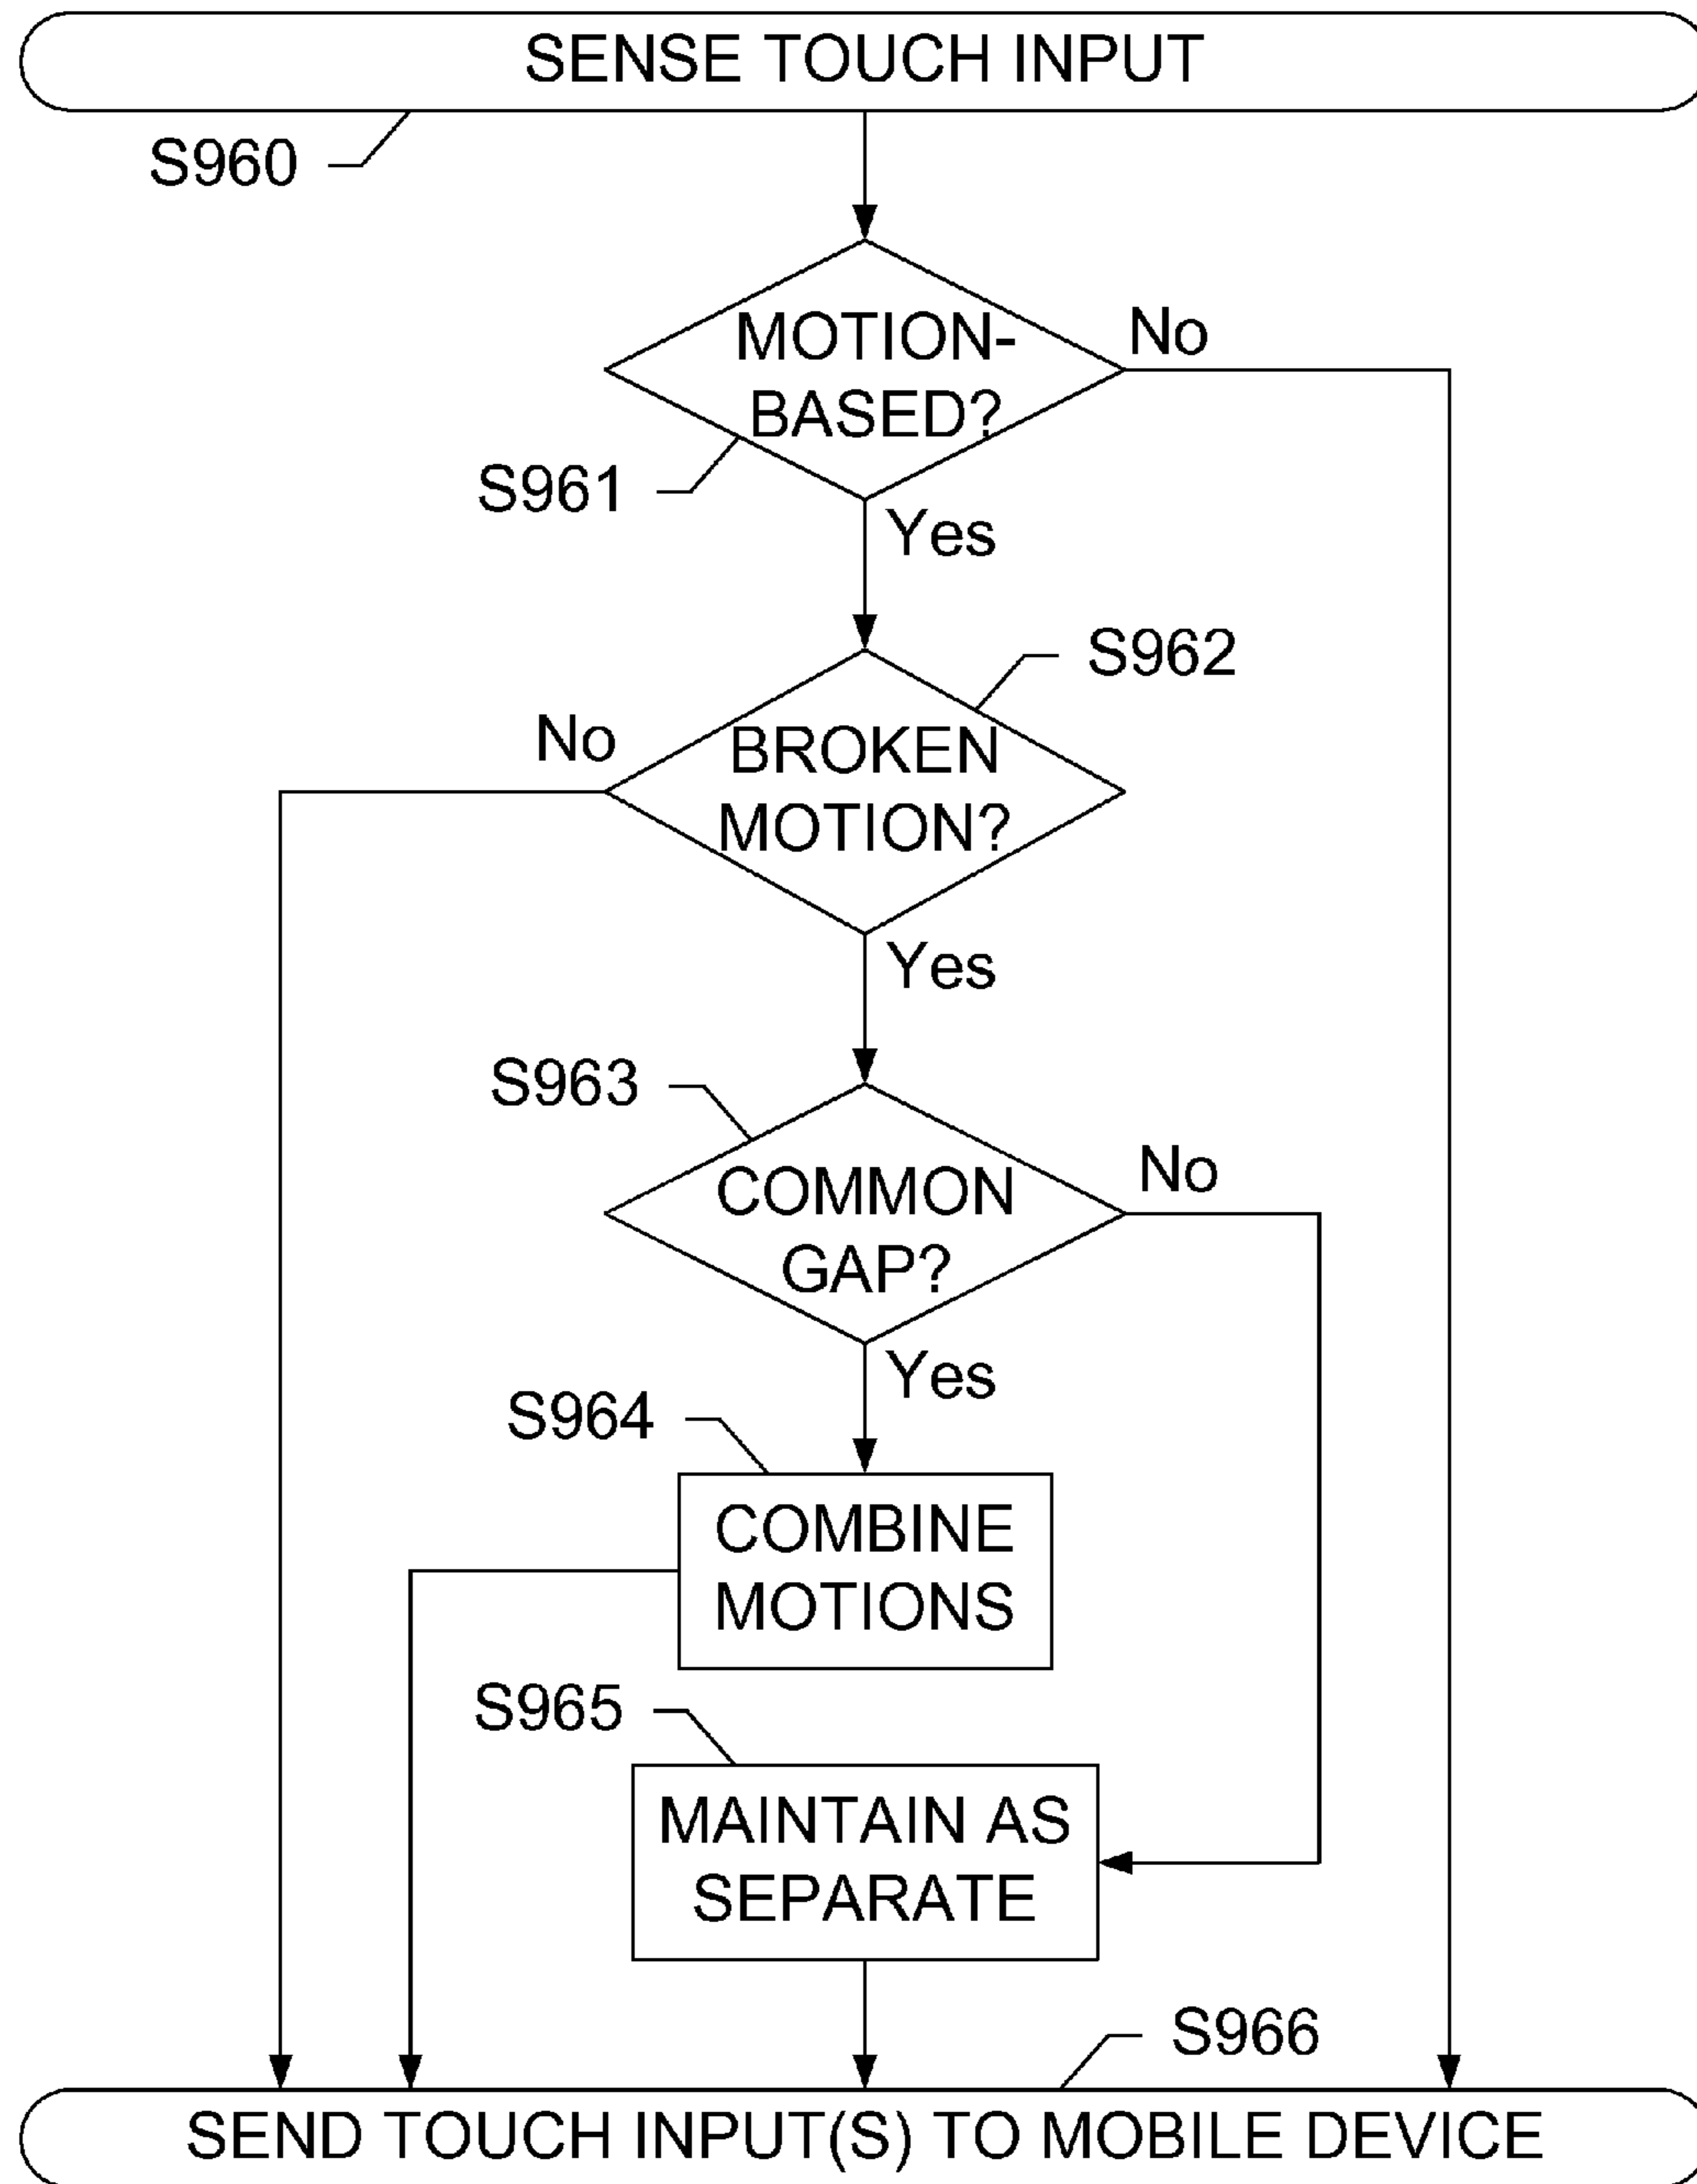 SENSE TOUCH INPUT
S960
MOTION-
BASED?
No
S961
Yes
S962
No
BROKEN
MOTION?
Yes
S963
No
COMMON
GAP?
Yes
S964
COMBINE
MOTIONS
S965
MAINTAIN AS
SEPARATE
S966
SEND TOUCH INPUT(S) TO MOBILE DEVICE